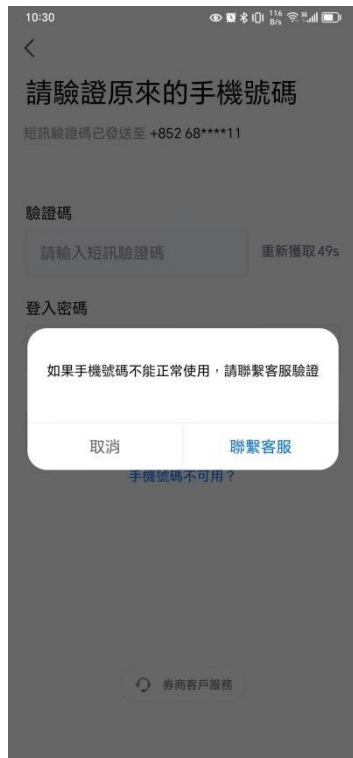 10:30
116 B/s
請驗證原來的手機號碼
短訊驗證碼已發送至 +852 68****11
驗證碼
請輸入短訊驗證碼 重新獲取49s
登入密碼
如果手機號碼不能正常使用，請聯繫客服驗證
取消 聯繫客服
手機號碼不可用？
券商客戶服務